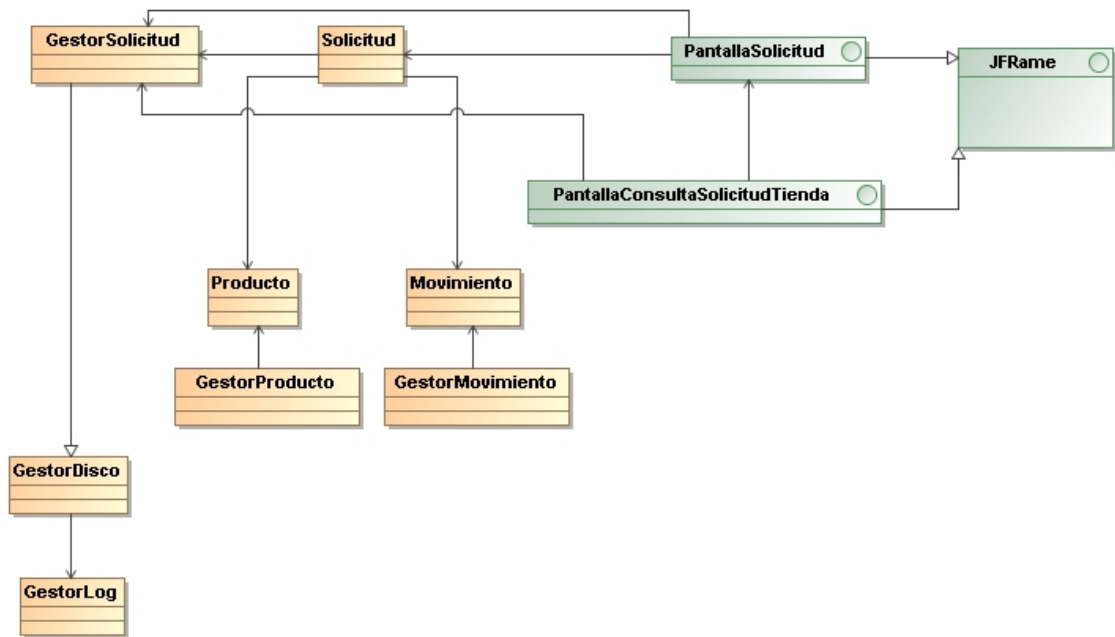 GestorSolicitud
Solicitud
PantallaSolicitud
JFRame
PantallaConsultaSolicitudTienda
Producto
Movimiento
GestorProducto
GestorMovimiento
GestorDisco
GestorLog